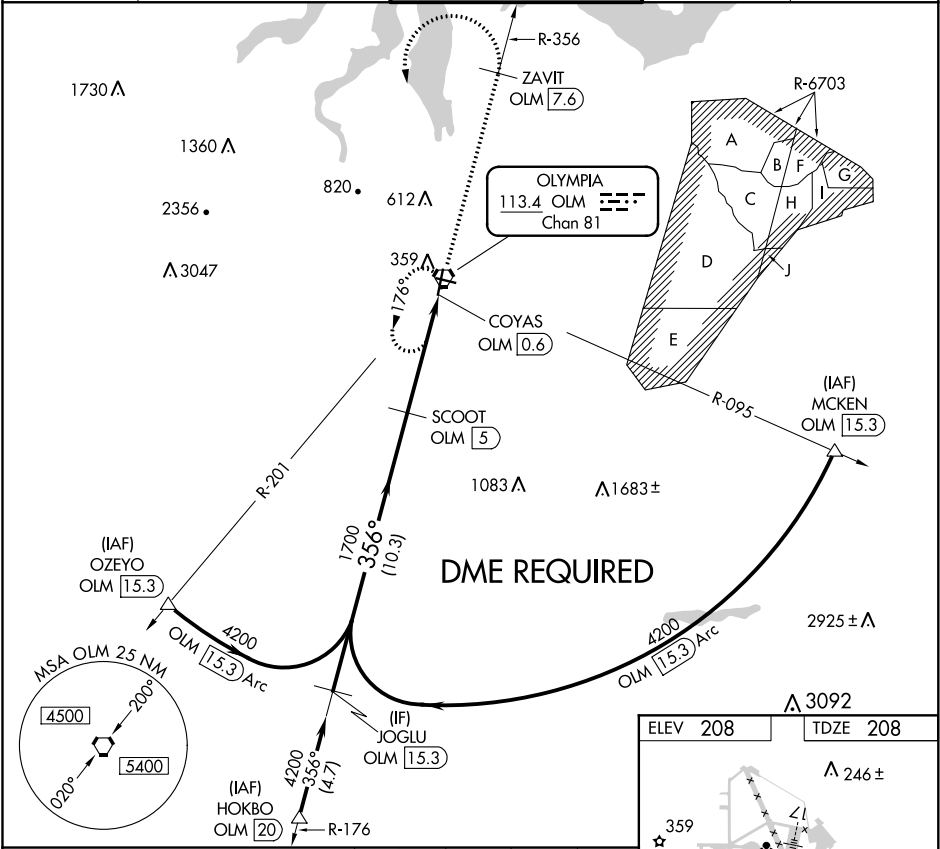 R-356
ZAVIT
OLM 7.6
R-6703
1730
1360
A
B
F
G
C
I
H
820
612
2356
OLYMPIA
113.4 OLM
Chan 81
3047
359
D
J
176°
COYAS
OLM 0.6
E
R-095
(IAF)
MCKEN
OLM 15.3
SCOOT
OLM 5
R-201
1083
1683±
1700
356°
(10.3)
DME REQUIRED
(IAF)
OZEYO
OLM 15.3
4200
OLM 15.3 Arc
4200
OLM 15.3 Arc
2925±
MSA OLM 25 NM
200°
4500
5400
020°
3092
(IF)
JOGLU
OLM 15.3
4200
356°
(4.7)
(IAF)
HOKBO
OLM 20
R-176
ELEV 208
TDZE 208
246±
17
359